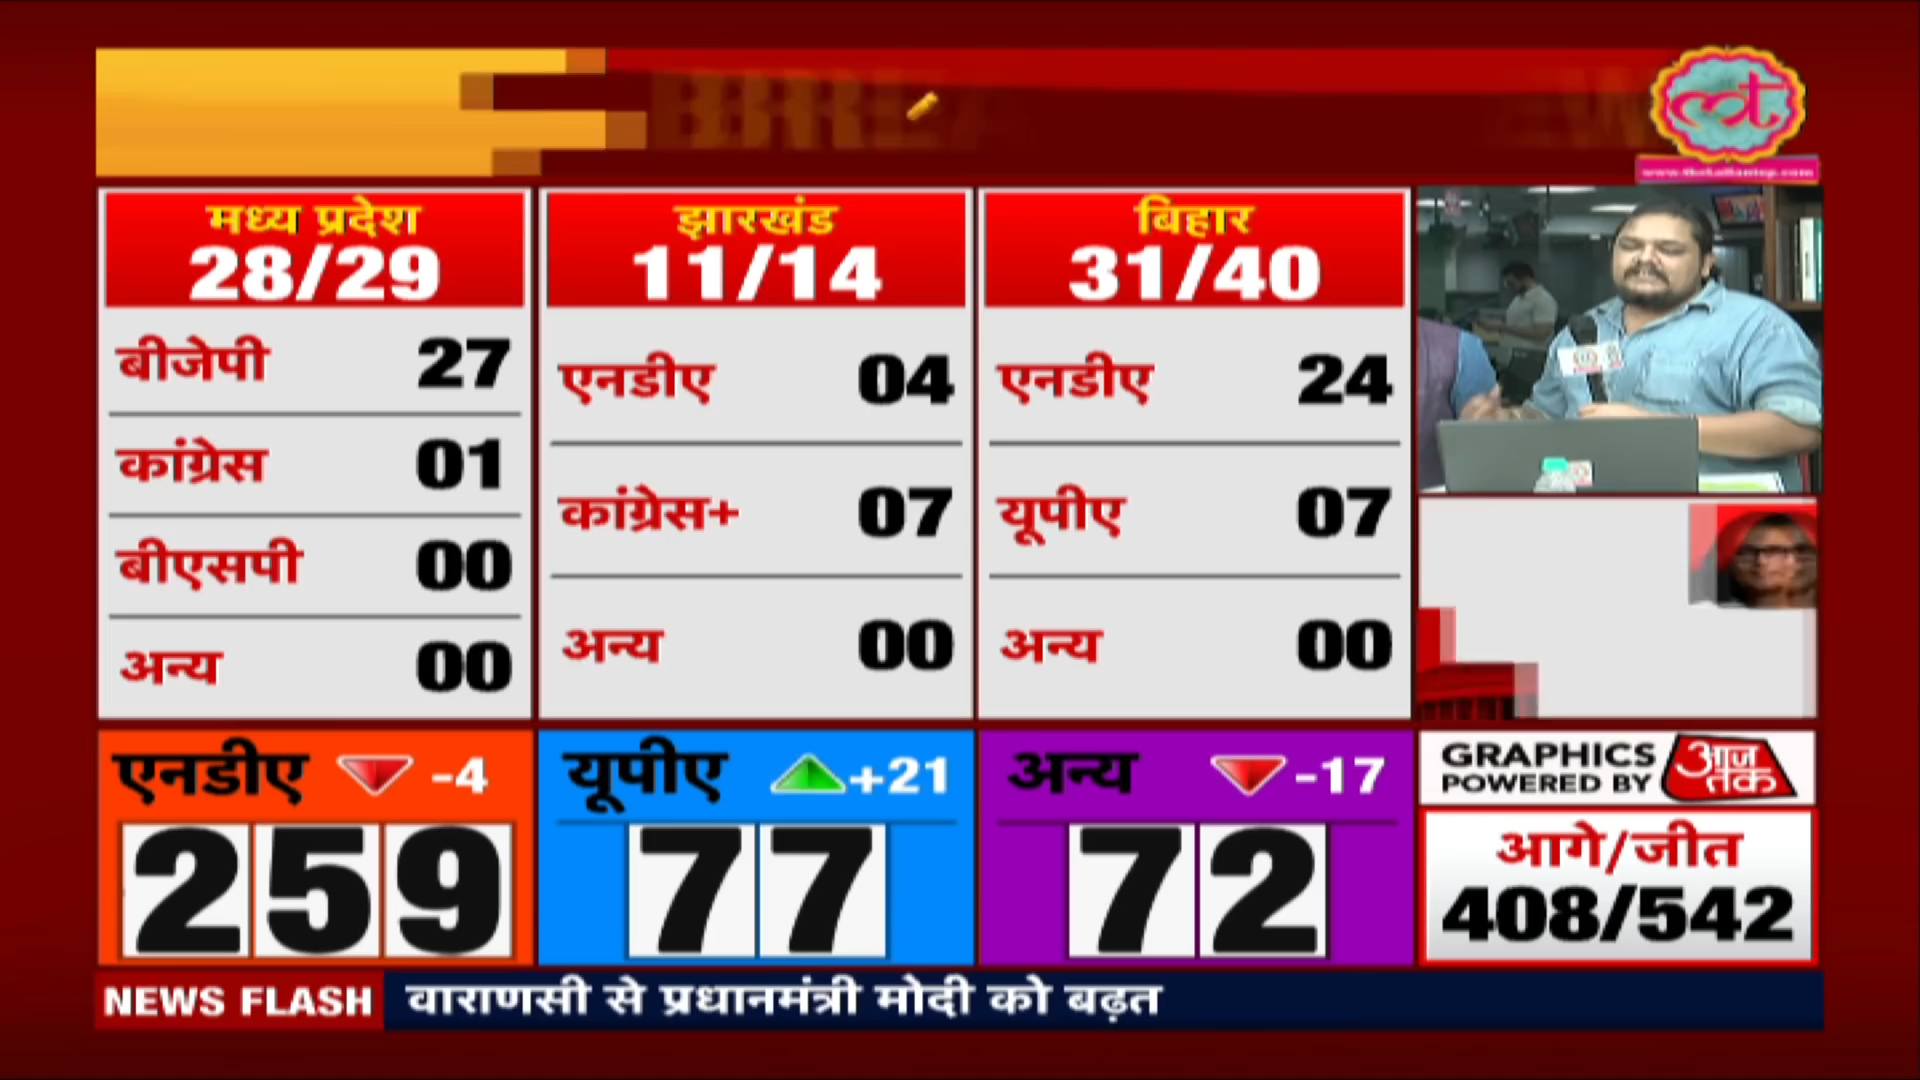 मध्य प्रदेश
28/29
बीजेपी 27
कांग्रेस 01
बीएसपी 00
अन्य 00
झारखंड
11/14
एनडीए 04
कांग्रेस+ 07
अन्य 00
बिहार
31/40
एनडीए 24
यूपीए 07
अन्य 00
एनडीए -4
259
यूपीए +21
77
अन्य -17
72
GRAPHICS
POWERED BY
आज तक
आगे/जीत
408/542
NEWS FLASH वाराणसी से प्रधानमंत्री मोदी को बढ़त